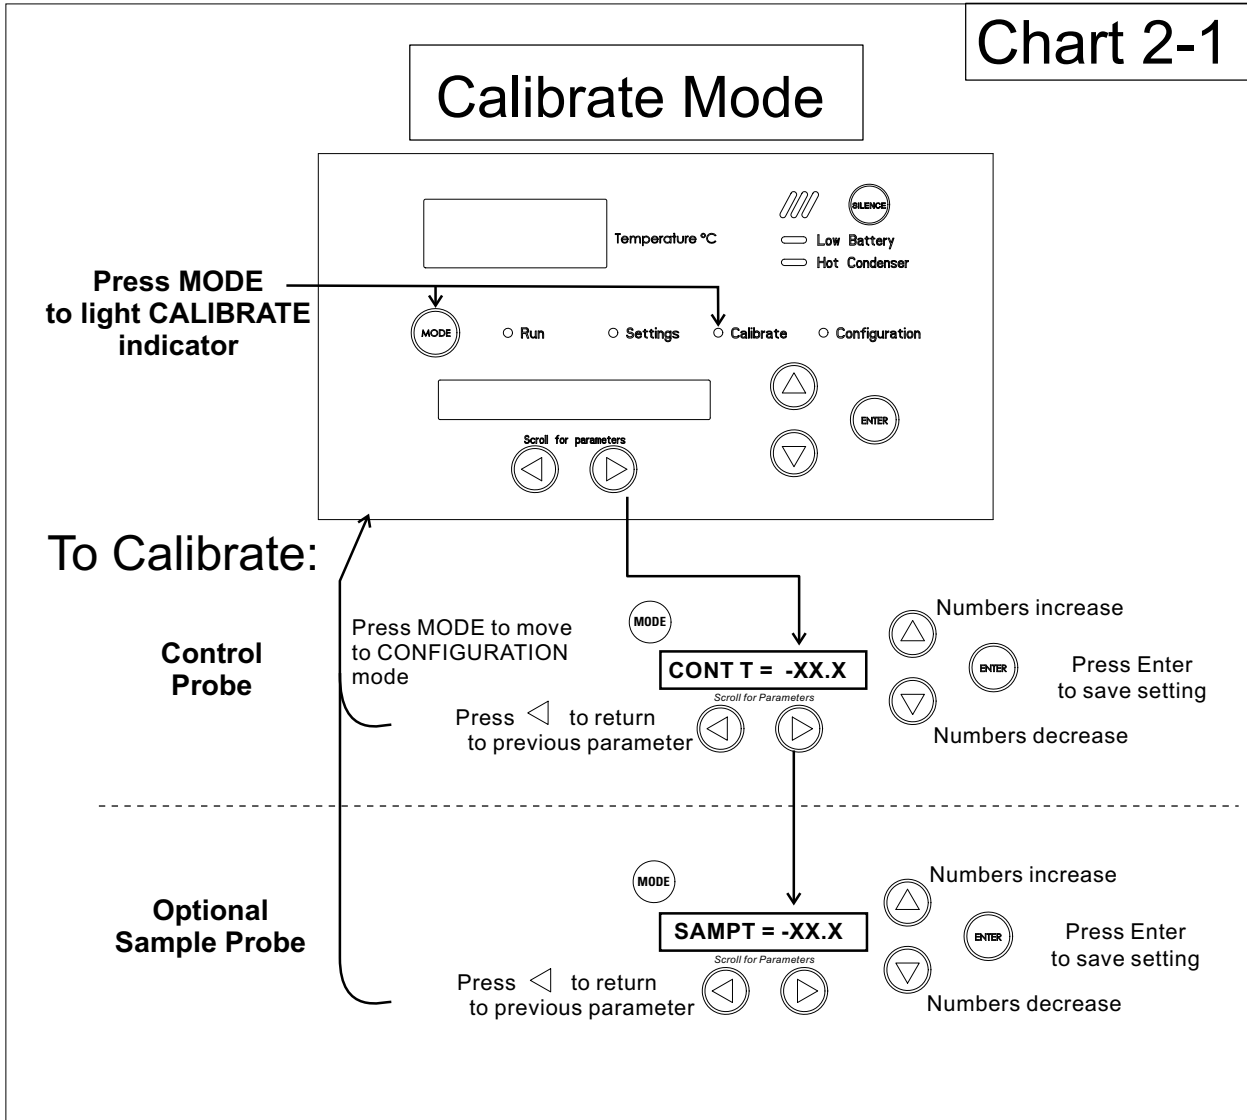 Chart 2-1
Calibrate Mode
SILENCE
Temperature °C
Low Battery
Hot Condenser
Press MODE
to light CALIBRATE
indicator
MODE
Run
Settings
Calibrate
Configuration
ENTER
Scroll for parameters
To Calibrate:
Control
Probe
Press MODE to move
to CONFIGURATION
mode
MODE
CONT T = -XX.X
Scroll for Parameters
Press to return
to previous parameter
Numbers increase
ENTER
Press Enter
to save setting
Numbers decrease
Optional
Sample Probe
MODE
SAMPT = -XX.X
Scroll for Parameters
Press to return
to previous parameter
Numbers increase
ENTER
Press Enter
to save setting
Numbers decrease